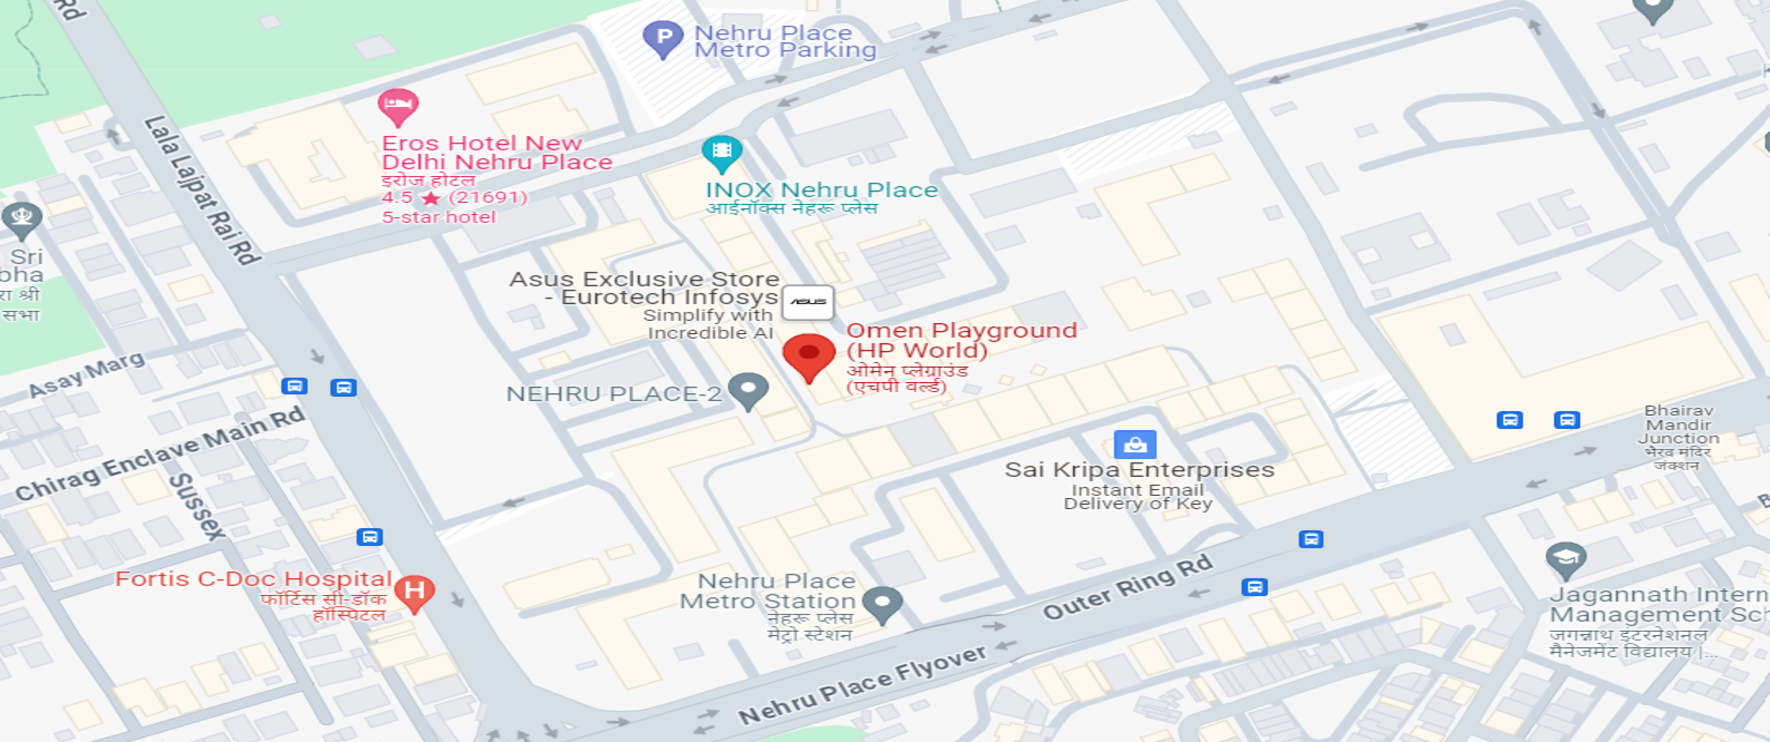 Rd
P
Nehru Place
Metro Parking
Lala Lajpat Rai Rd
Eros Hotel New
Delhi Nehru Place
इरोज होटल
4.5 ★ (21691)
5-star hotel
INOX Nehru Place
आईनॉक्स नेहरू प्लेस
Sri
bha
रा श्री
सभा
Asus Exclusive Store
- Eurotech Infosys
Simplify with
Incredible AI
ASUS
Omen Playground
(HP World)
ओमेन प्लेग्राउंड
(एचपी वर्ल्ड)
NEHRU PLACE-2
Asay Marg
Chirag Enclave Main Rd
Sussex
Bhairav
Mandir
Junction
भैरव मंदिर
जंक्शन
Sai Kripa Enterprises
Instant Email
Delivery of Key
Fortis C-Doc Hospital
फॉर्टिस सी-डॉक
हॉस्पिटल
H
Nehru Place
Metro Station
नेहरू प्लेस
मेट्रो स्टेशन
Outer Ring Rd
Nehru Place Flyover
Jagannath Intern
Management Sch
जगन्नाथ इंटरनेशनल
मैनेजमेंट विद्यालय |...